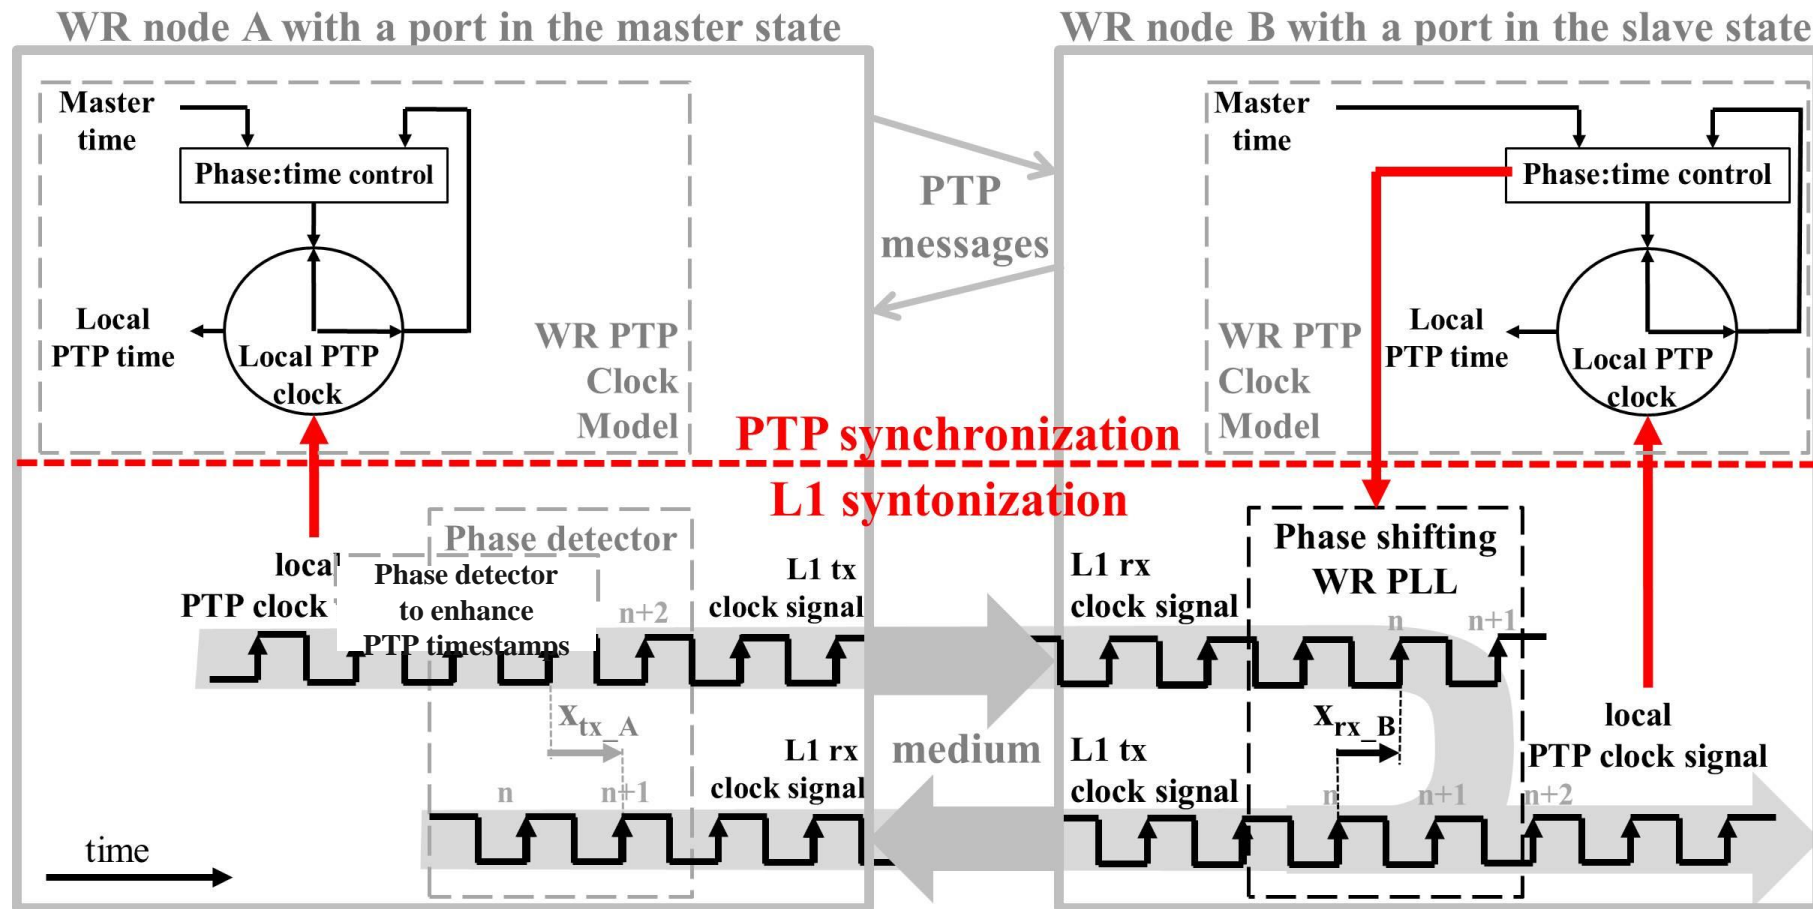 WR node A with a port in the master state
WR node B with a port in the slave state
Master
time
Phase:time control
Local
PTP time
Local PTP
clock
WR PTP
Clock
Model
PTP
messages
Master
time
Phase:time control
WR PTP
Clock
Model
Local
PTP time
Local PTP
clock
PTP synchronization
L1 syntonization
Phase detector
local
PTP clock
Phase detector
to enhance
PTP timestamps
n+2
L1 tx
clock signal
L1 rx
clock signal
Phase shifting
WR PLL
n
n+1
x_tx_A
x_rx_B
local
PTP clock signal
L1 rx
clock signal
medium
L1 tx
clock signal
n
n+1
n
n+1
n+2
time